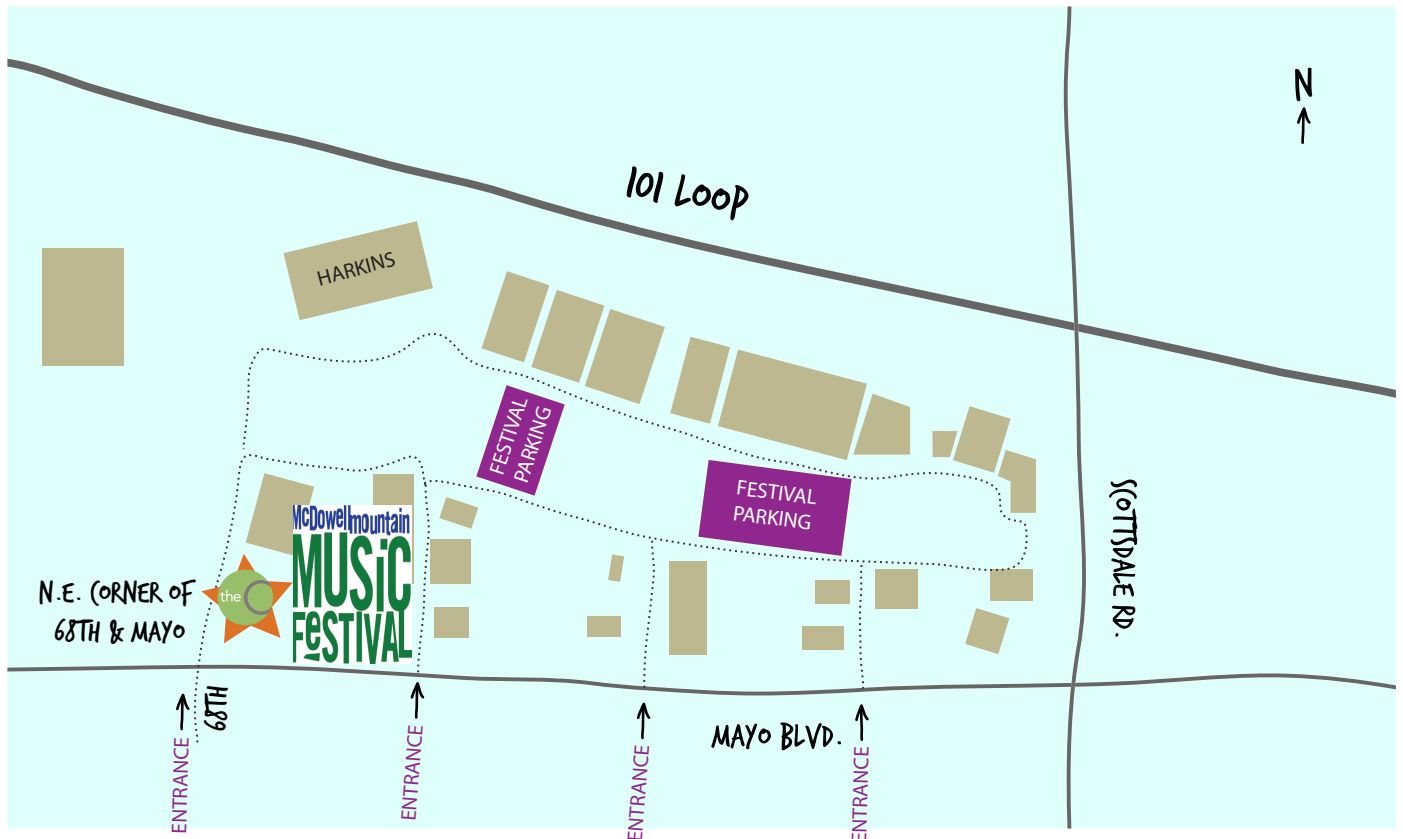 N
101 LOOP
HARKINS
FESTIVAL
PARKING
FESTIVAL
PARKING
SCOTTSDALE RD.
McDowell mountain
MUSiC
FeSTiVAL
the
N.E. CORNER OF
68TH & MAYO
68TH
MAYO BLVD.
ENTRANCE
ENTRANCE
ENTRANCE
ENTRANCE